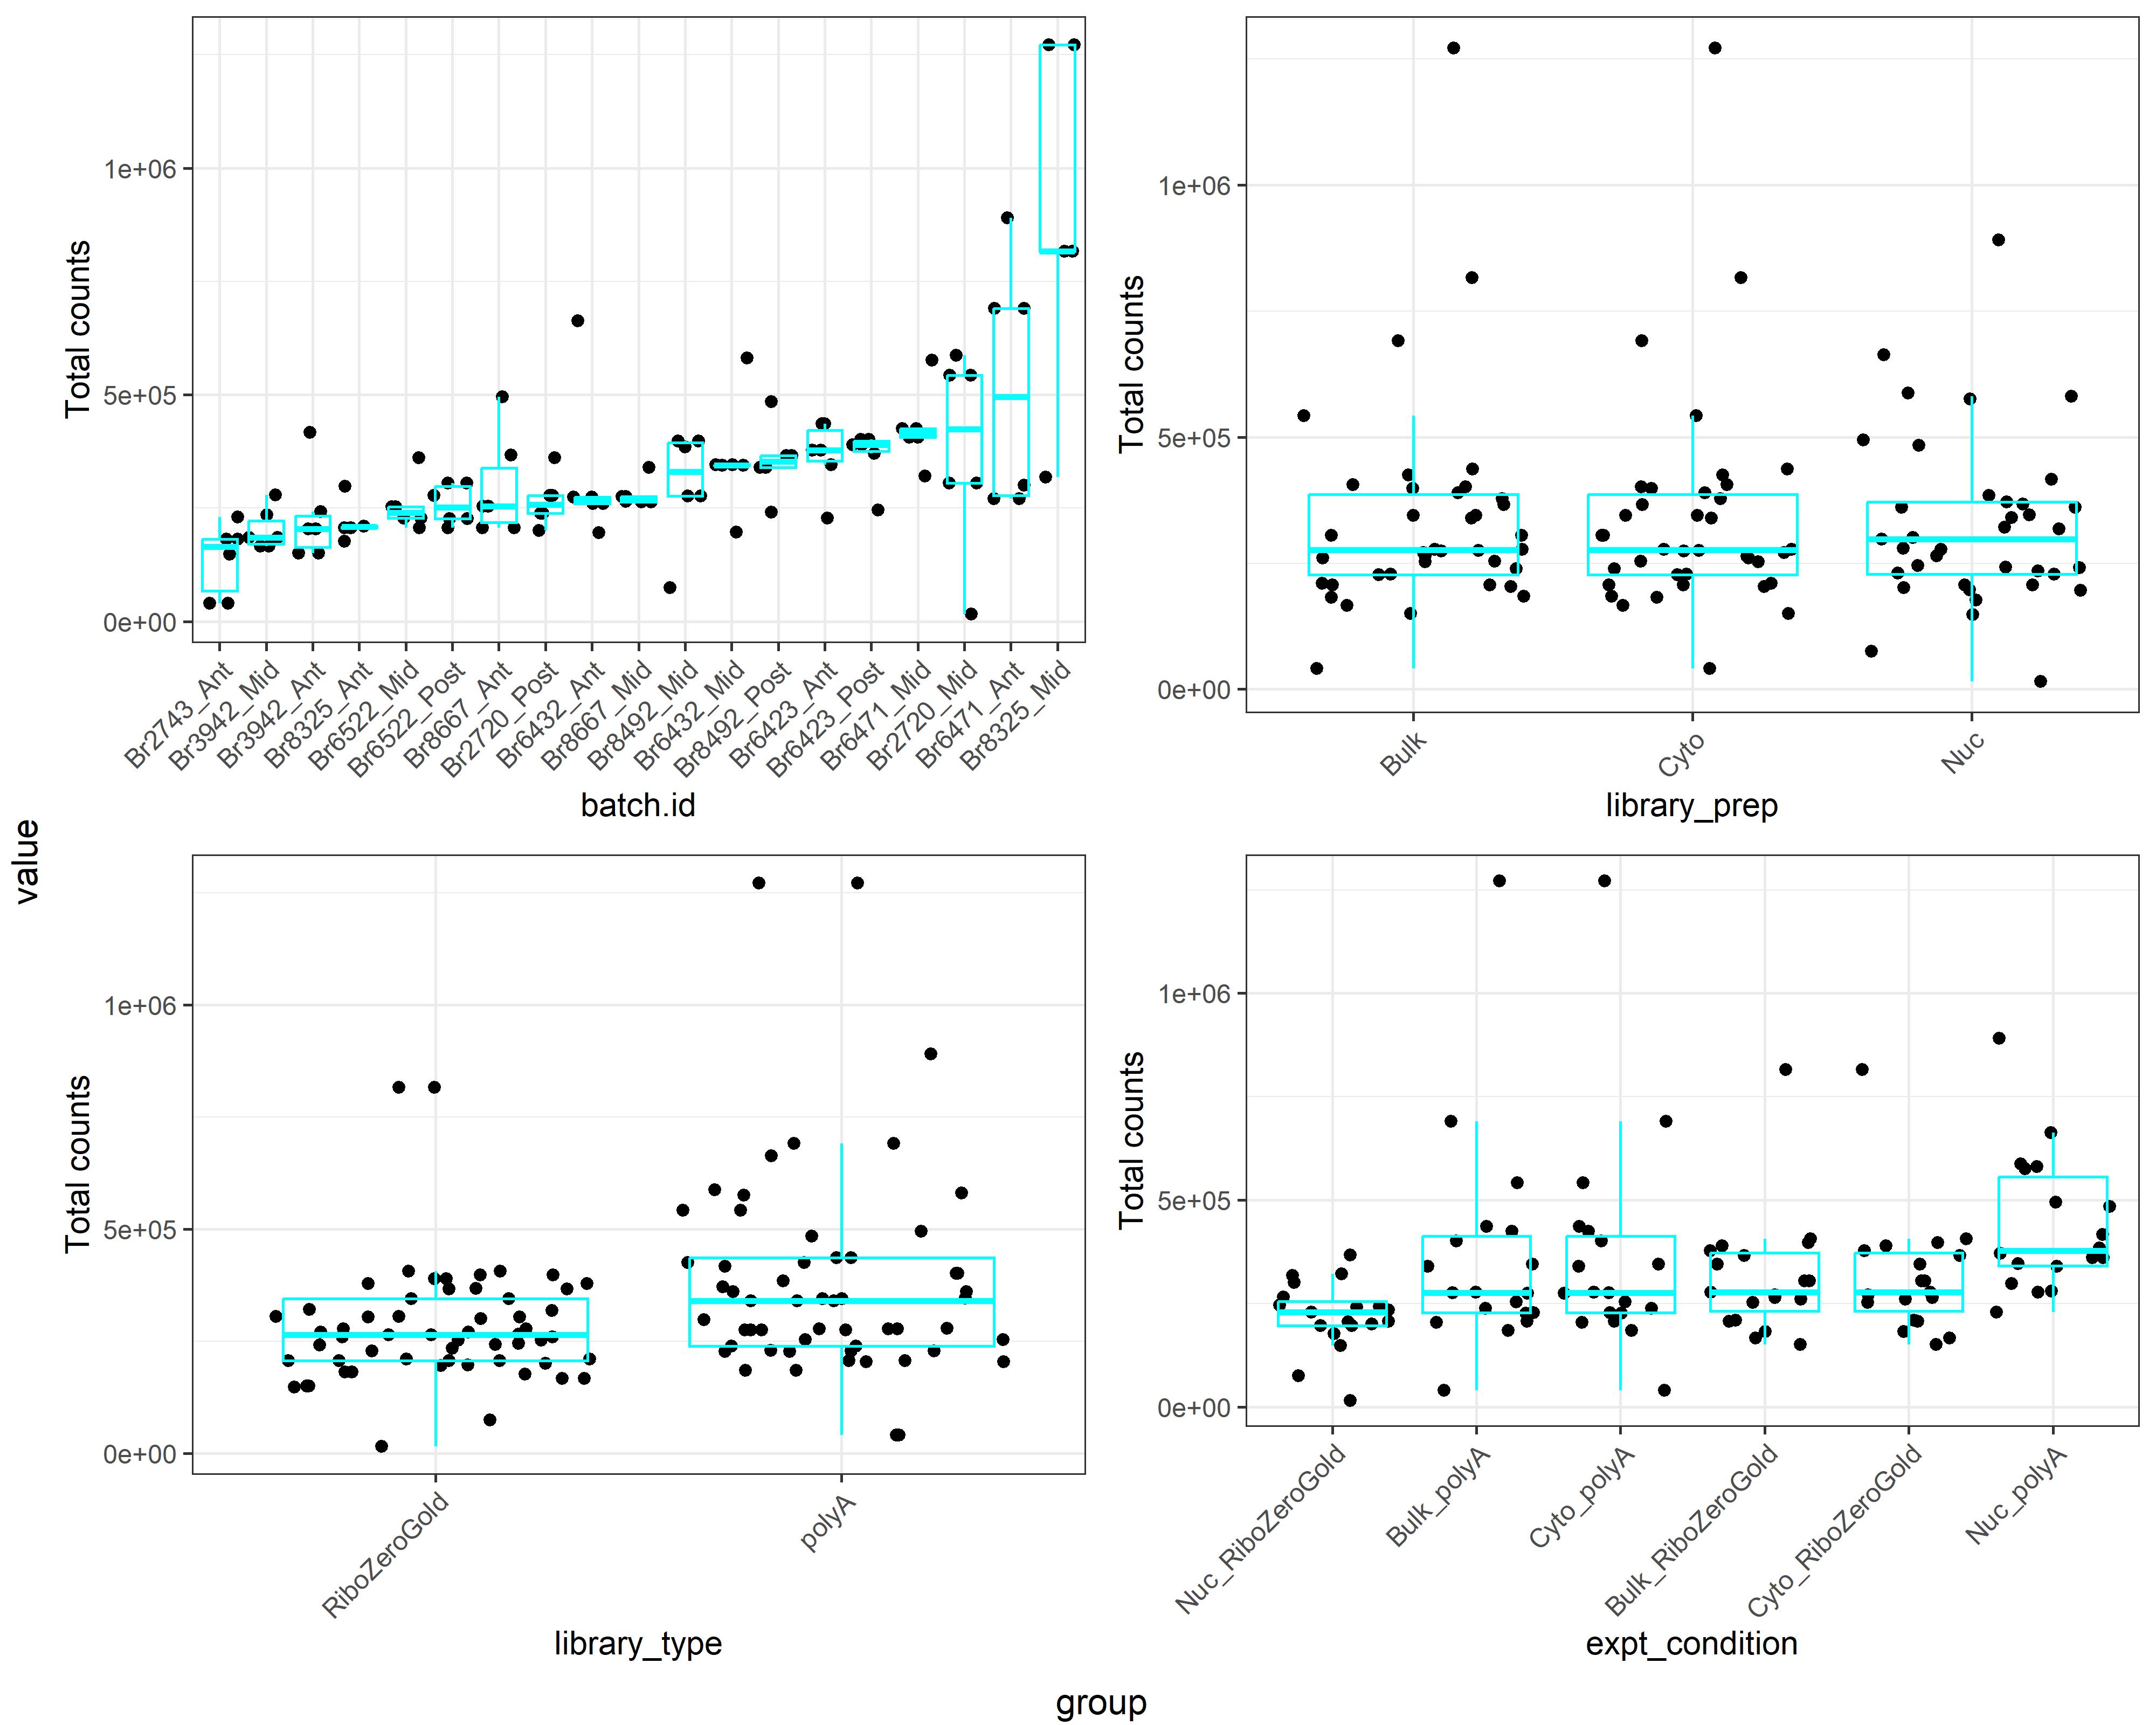 Total counts
1e+06
5e+05
0e+00
Br2743_Ant
Br3942_Mid
Br3942_Ant
Br8325_Ant
Br6522_Mid
Br6522_Post
Br8667_Ant
Br2720_Post
Br6432_Ant
Br8667_Mid
Br8492_Mid
Br6432_Mid
Br8492_Post
Br6423_Ant
Br6423_Post
Br6471_Mid
Br2720_Mid
Br6471_Ant
Br8325_Mid
batch.id
Total counts
1e+06
5e+05
0e+00
Bulk
Cyto
Nuc
library_prep
value
Total counts
1e+06
5e+05
0e+00
RiboZeroGold
polyA
library_type
Total counts
1e+06
5e+05
0e+00
Nuc_RiboZeroGold
Bulk_polyA
Cyto_polyA
Bulk_RiboZeroGold
Cyto_RiboZeroGold
Nuc_polyA
expt_condition
group